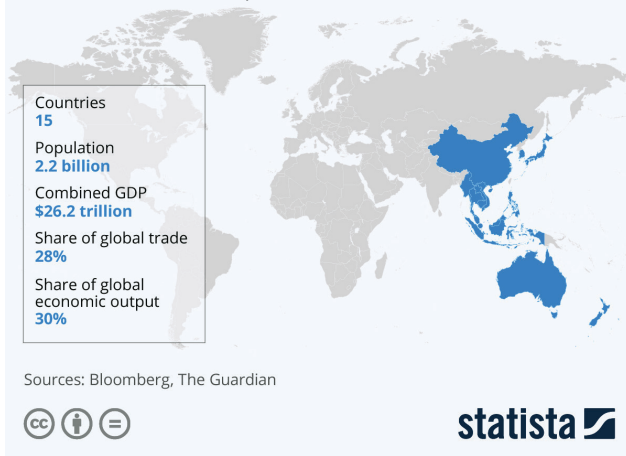 Countries
15
Population
2.2 billion
Combined GDP
$26.2 trillion
Share of global trade
28%
Share of global
economic output
30%
Sources: Bloomberg, The Guardian
cc
statista